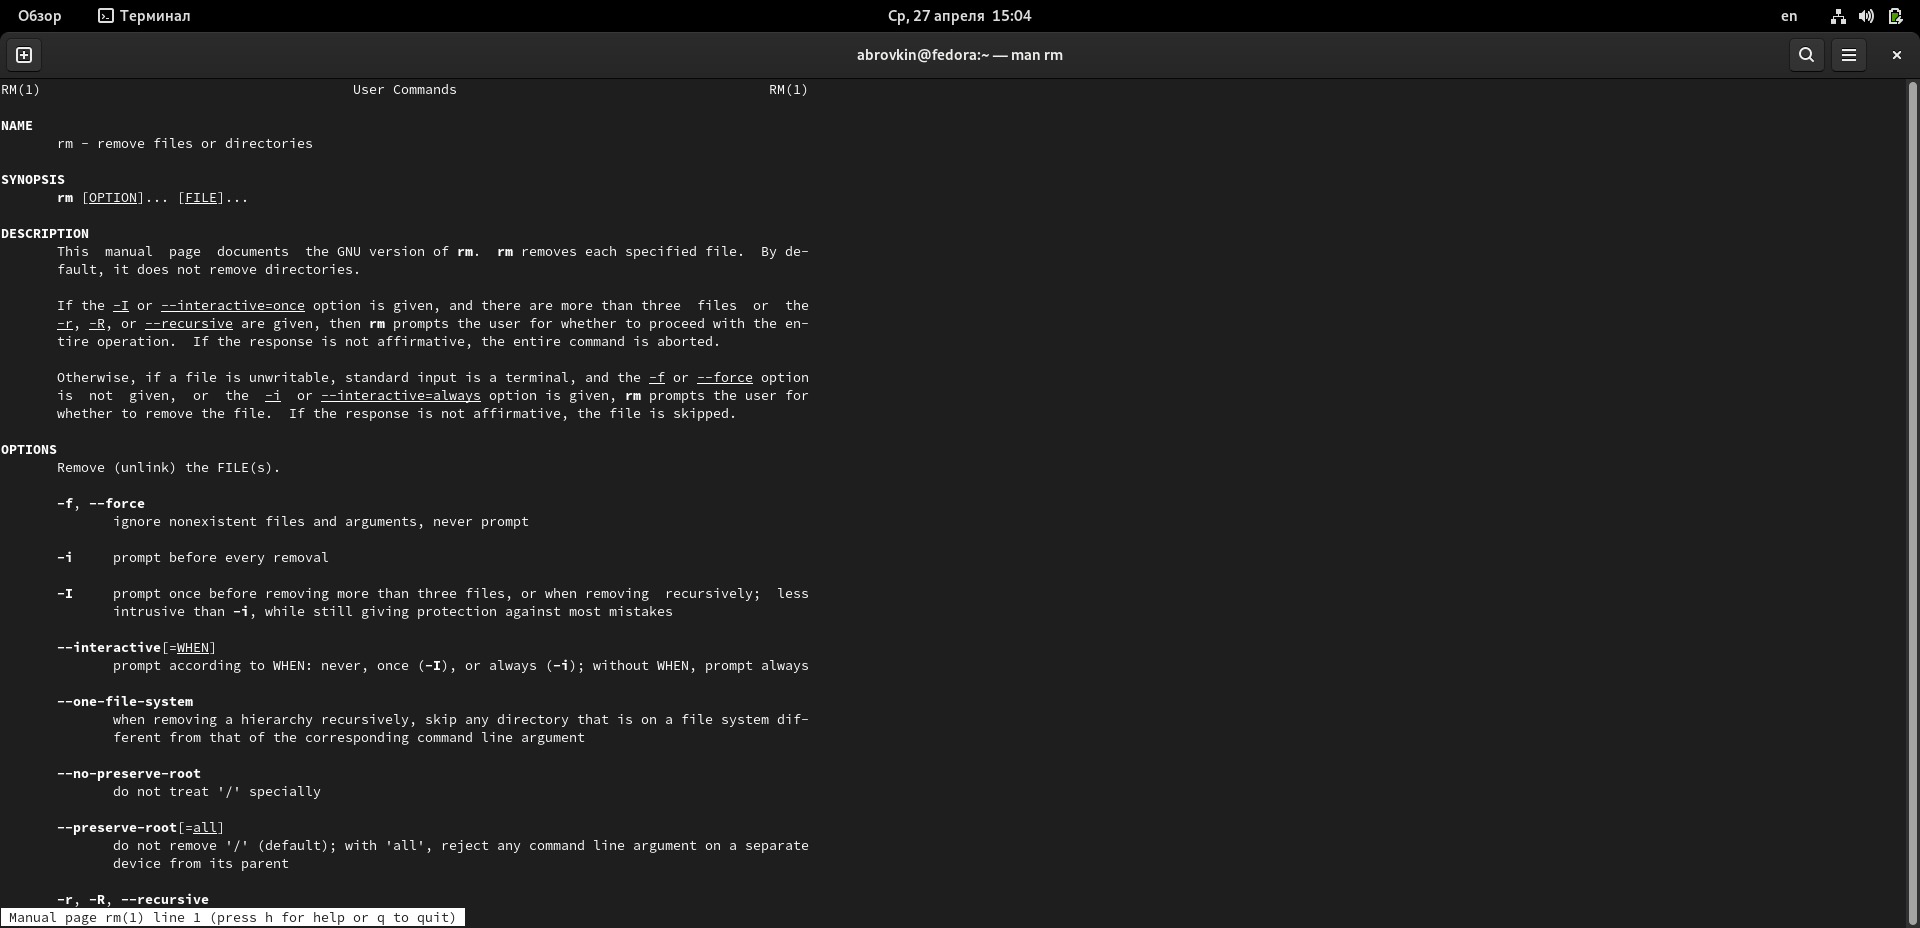 Обзор Терминал Ср, 27 апреля 15:04 en
abrovkin@fedora:~ — man rm
RM(1) User Commands RM(1)
NAME
rm - remove files or directories
SYNOPSIS
rm [OPTION]... [FILE]...
DESCRIPTION
This manual page documents the GNU version of rm. rm removes each specified file. By de-
fault, it does not remove directories.
If the -I or --interactive=once option is given, and there are more than three files or the
-r, -R, or --recursive are given, then rm prompts the user for whether to proceed with the en-
tire operation. If the response is not affirmative, the entire command is aborted.
Otherwise, if a file is unwritable, standard input is a terminal, and the -f or --force option
is not given, or the -i or --interactive=always option is given, rm prompts the user for
whether to remove the file. If the response is not affirmative, the file is skipped.
OPTIONS
Remove (unlink) the FILE(s).
-f, --force
ignore nonexistent files and arguments, never prompt
-i prompt before every removal
-I prompt once before removing more than three files, or when removing recursively; less
intrusive than -i, while still giving protection against most mistakes
--interactive[=WHEN]
prompt according to WHEN: never, once (-I), or always (-i); without WHEN, prompt always
--one-file-system
when removing a hierarchy recursively, skip any directory that is on a file system dif-
ferent from that of the corresponding command line argument
--no-preserve-root
do not treat '/' specially
--preserve-root[=all]
do not remove '/' (default); with 'all', reject any command line argument on a separate
device from its parent
-r, -R, --recursive
Manual page rm(1) line 1 (press h for help or q to quit)